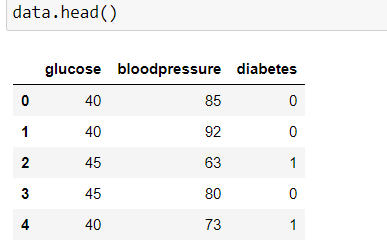 data.head()
glucose bloodpressure diabetes
0 40 85 0
1 40 92 0
2 45 63 1
3 45 80 0
4 40 73 1